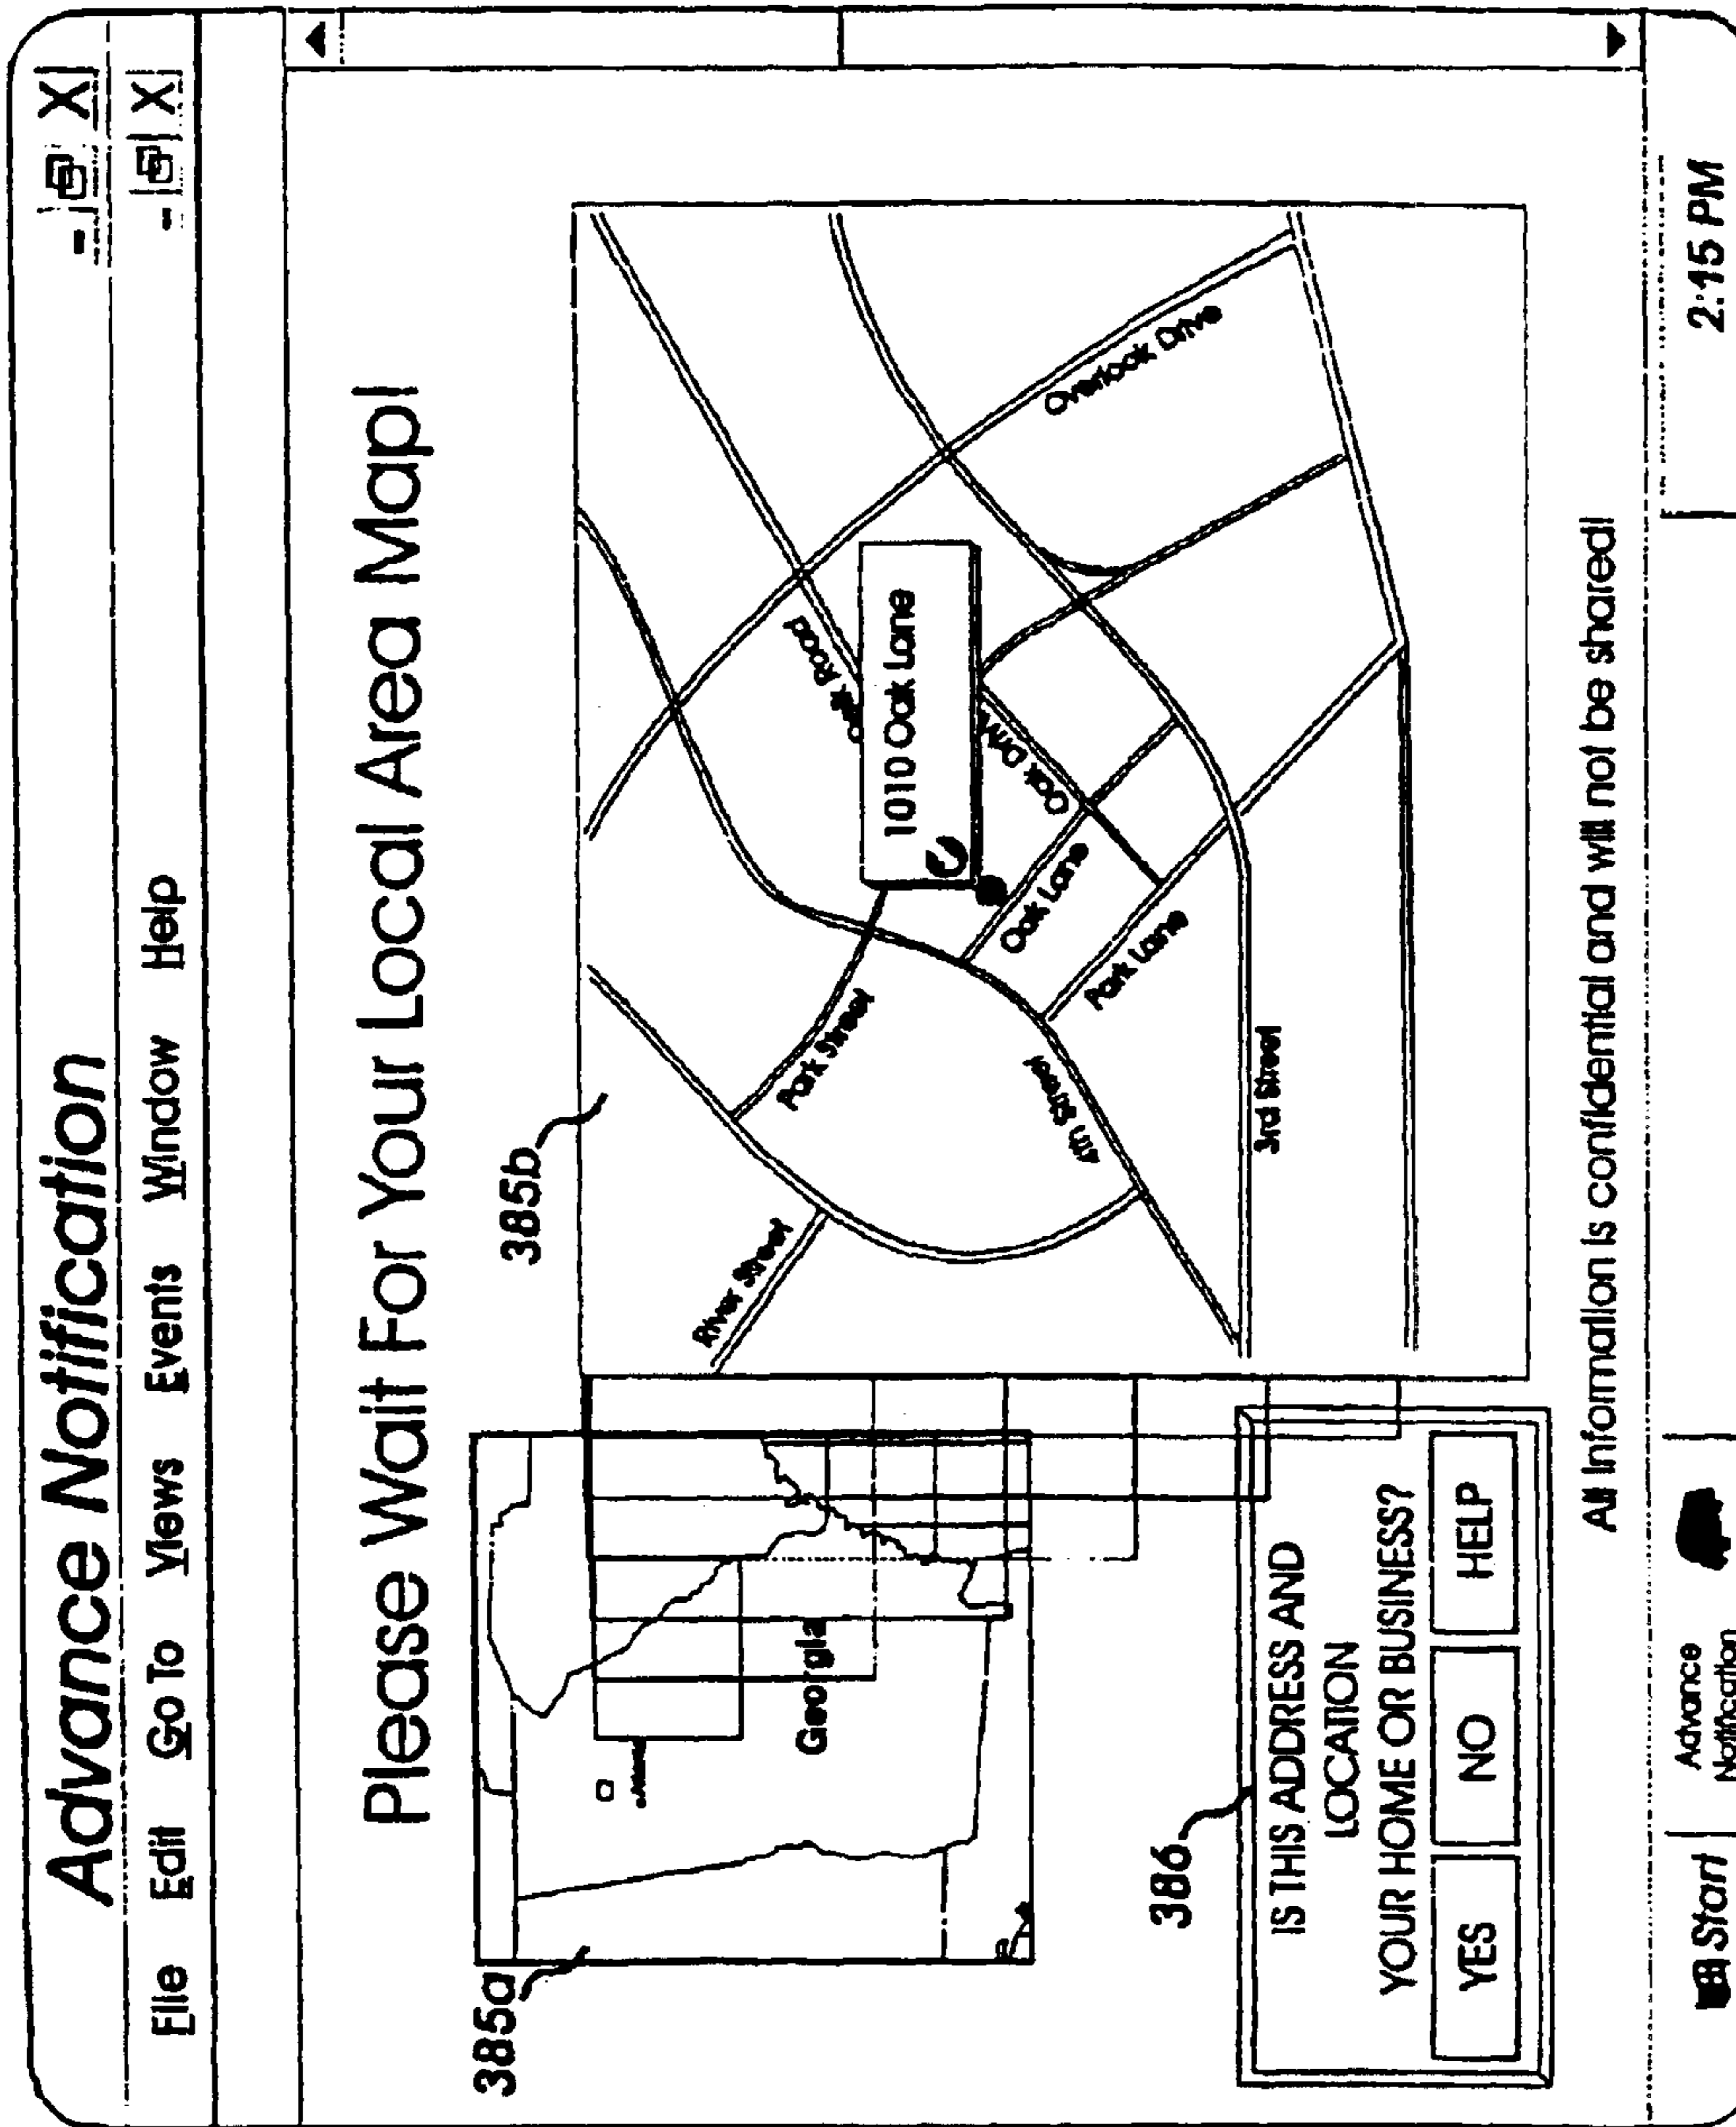 Advance Notification
File Edit Go To Views Events Window Help
Please Wait For Your Local Area Map!
385a
385b
Georgia
River Street
Park Street
4th Street
3rd Street
Park Lane
Oak Lane
Oak Drive
1010 Oak Lane
Road
Overlook Drive
386
IS THIS ADDRESS AND
LOCATION
YOUR HOME OR BUSINESS?
YES NO HELP
All information is confidential and will not be shared!
Start
Advance
Notification
2:15 PM